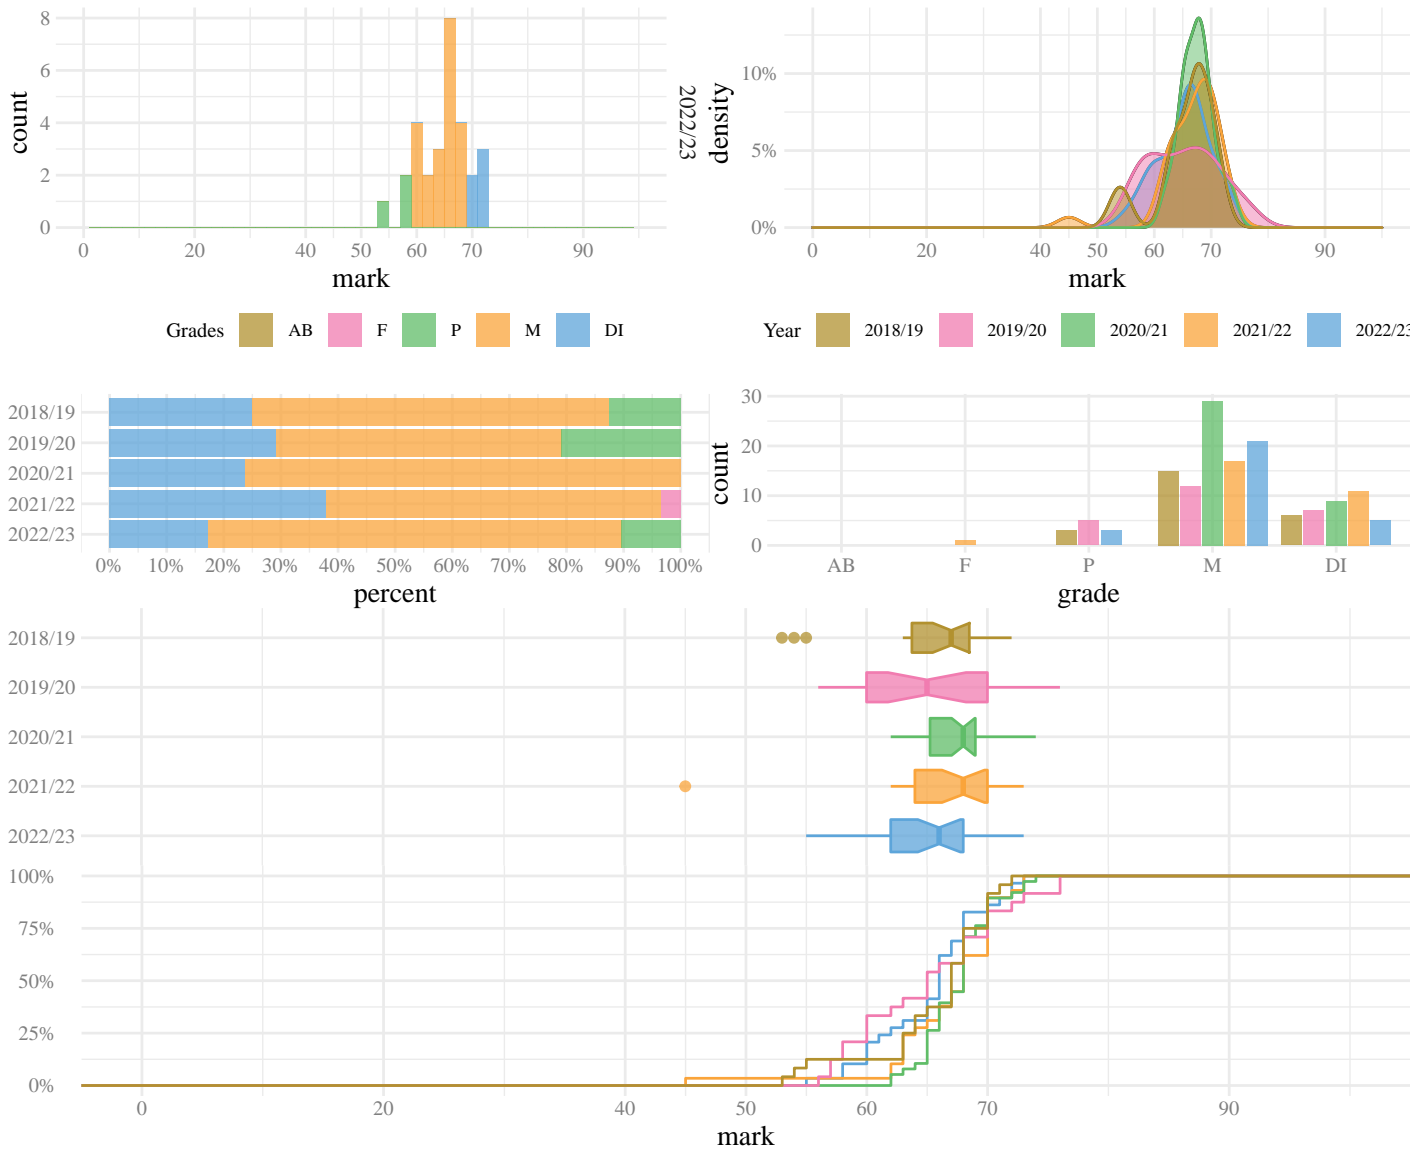 8
6
4
2
0
count
0 20 40 50 60 70 90
mark
2022/23
10%
5%
0%
density
0 20 40 50 60 70 90
mark
Grades AB F P M DI
Year 2018/19 2019/20 2020/21 2021/22 2022/23
2018/19
2019/20
2020/21
2021/22
2022/23
0% 10% 20% 30% 40% 50% 60% 70% 80% 90% 100%
percent
30
20
10
0
count
AB F P M DI
grade
2018/19
2019/20
2020/21
2021/22
2022/23
100%
75%
50%
25%
0%
0 20 40 50 60 70 90
mark